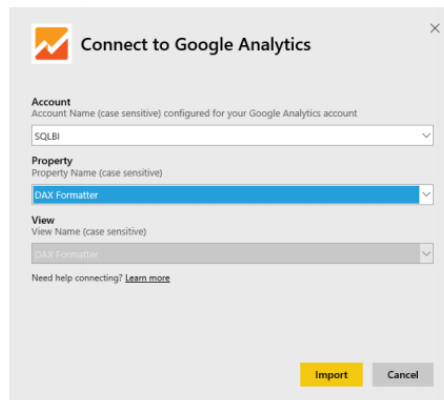 Connect to Google Analytics
Account
Account Name (case sensitive) configured for your Google Analytics account
SQLBI
Property
Property Name (case sensitive)
DAX Formatter
View
View Name (case sensitive)
DAX Formatter
Need help connecting? Learn more
Import Cancel